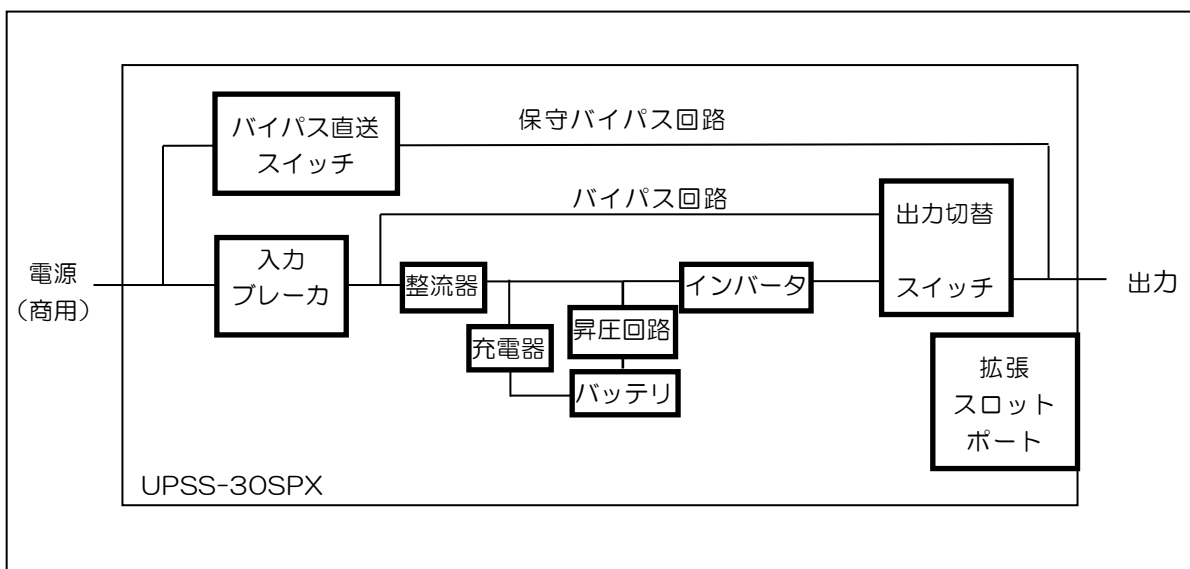 バイパス直送
スイッチ
保守バイパス回路
バイパス回路
出力切替
スイッチ
電源
（商用）
入力
ブレーカ
整流器
インバータ
出力
充電器
昇圧回路
バッテリ
拡張
スロット
ポート
UPSS-30SPX